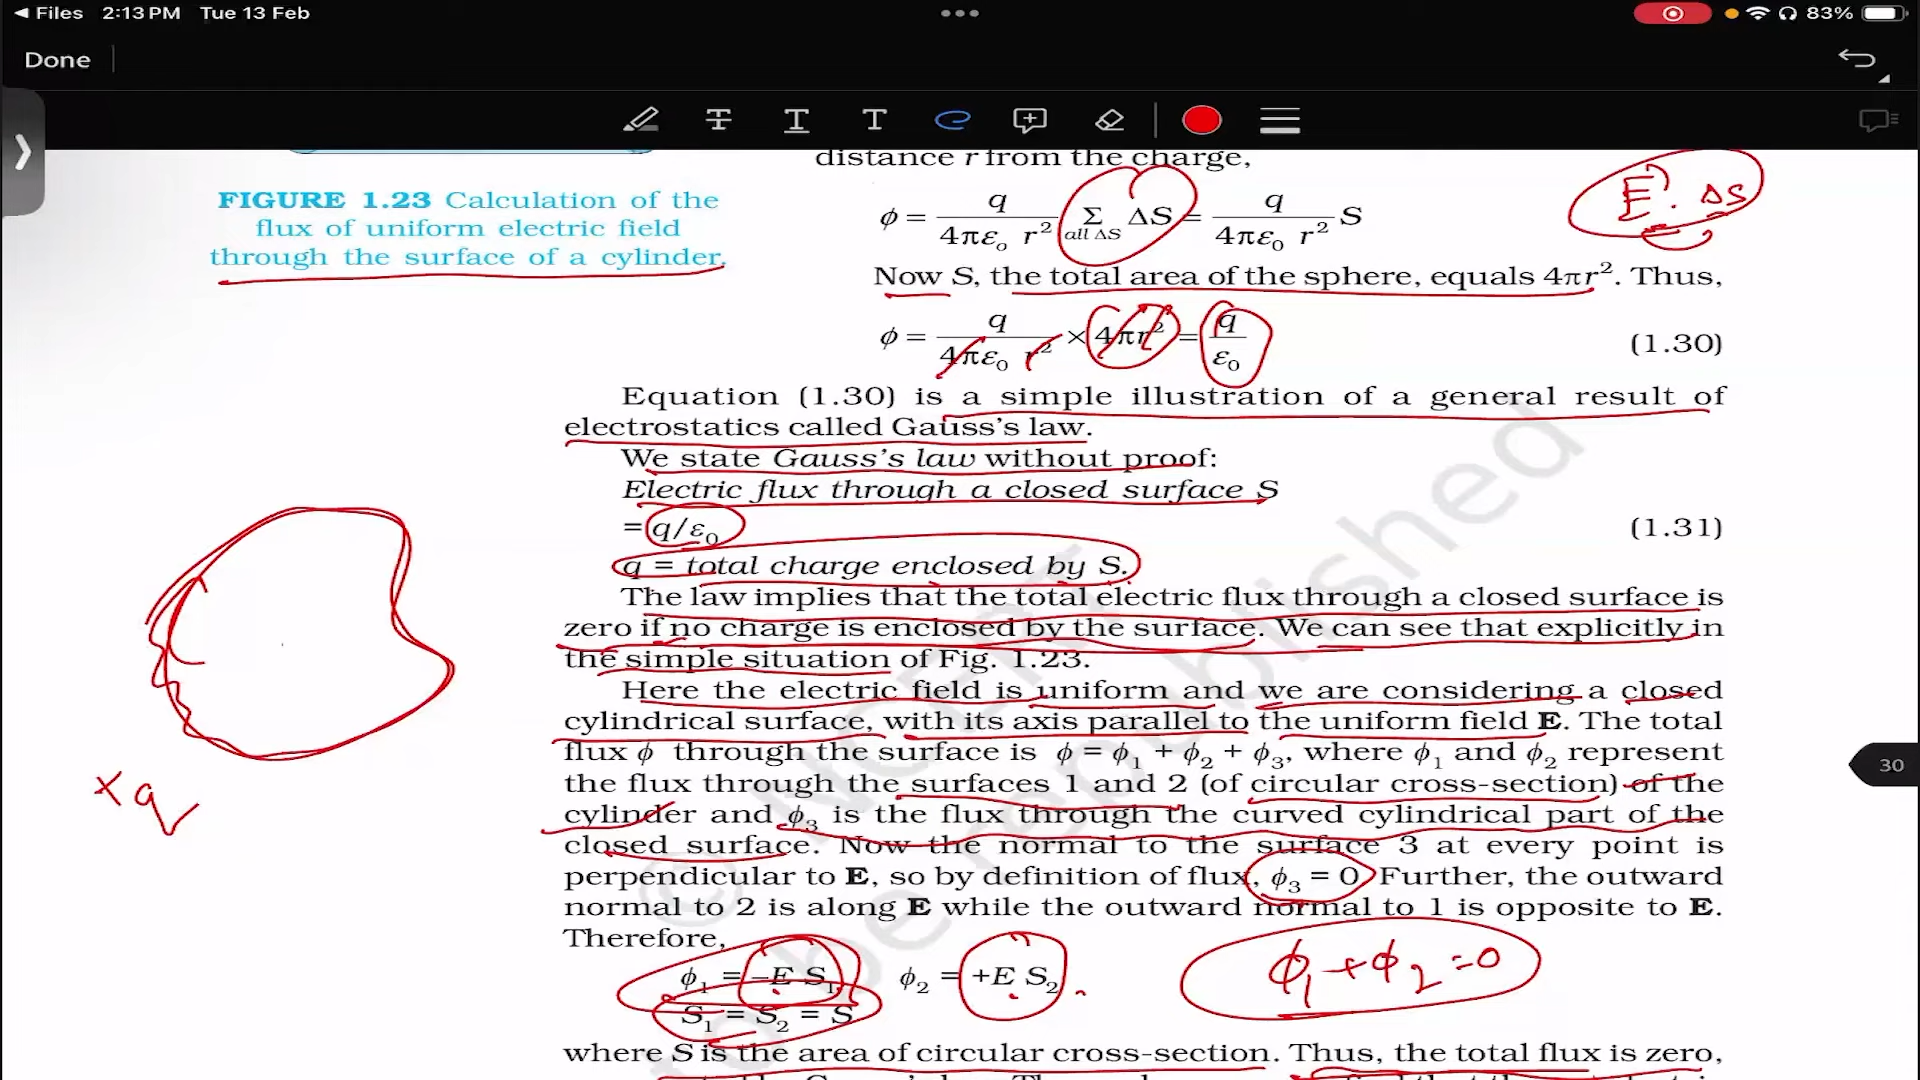 Files 2:13 PM Tue 13 Feb 83%
Done
distance r from the charge,
FIGURE 1.23 Calculation of the
flux of uniform electric field
through the surface of a cylinder.
ϕ = q / 4πε₀ r² Σ all ΔS ΔS = q / 4πε₀ r² S
E . ΔS
Now S, the total area of the sphere, equals 4πr². Thus,
ϕ = q / 4πε₀ r² × 4πr² = q / ε₀ (1.30)
Equation (1.30) is a simple illustration of a general result of
electrostatics called Gauss's law.
We state Gauss's law without proof:
Electric flux through a closed surface S
= q/ε₀ (1.31)
q = total charge enclosed by S.
The law implies that the total electric flux through a closed surface is
zero if no charge is enclosed by the surface. We can see that explicitly in
the simple situation of Fig. 1.23.
Here the electric field is uniform and we are considering a closed
cylindrical surface, with its axis parallel to the uniform field E. The total
flux ϕ through the surface is ϕ = ϕ₁ + ϕ₂ + ϕ₃, where ϕ₁ and ϕ₂ represent
the flux through the surfaces 1 and 2 (of circular cross-section) of the
cylinder and ϕ₃ is the flux through the curved cylindrical part of the
closed surface. Now the normal to the surface 3 at every point is
perpendicular to E, so by definition of flux, ϕ₃ = 0. Further, the outward
normal to 2 is along E while the outward normal to 1 is opposite to E.
Therefore,
ϕ₁ = –E S₁ ϕ₂ = +E S₂
S₁ = S₂ = S
ϕ₁ + ϕ₂ = 0
where S is the area of circular cross-section. Thus, the total flux is zero,
x q
30
© NCERT
be republished